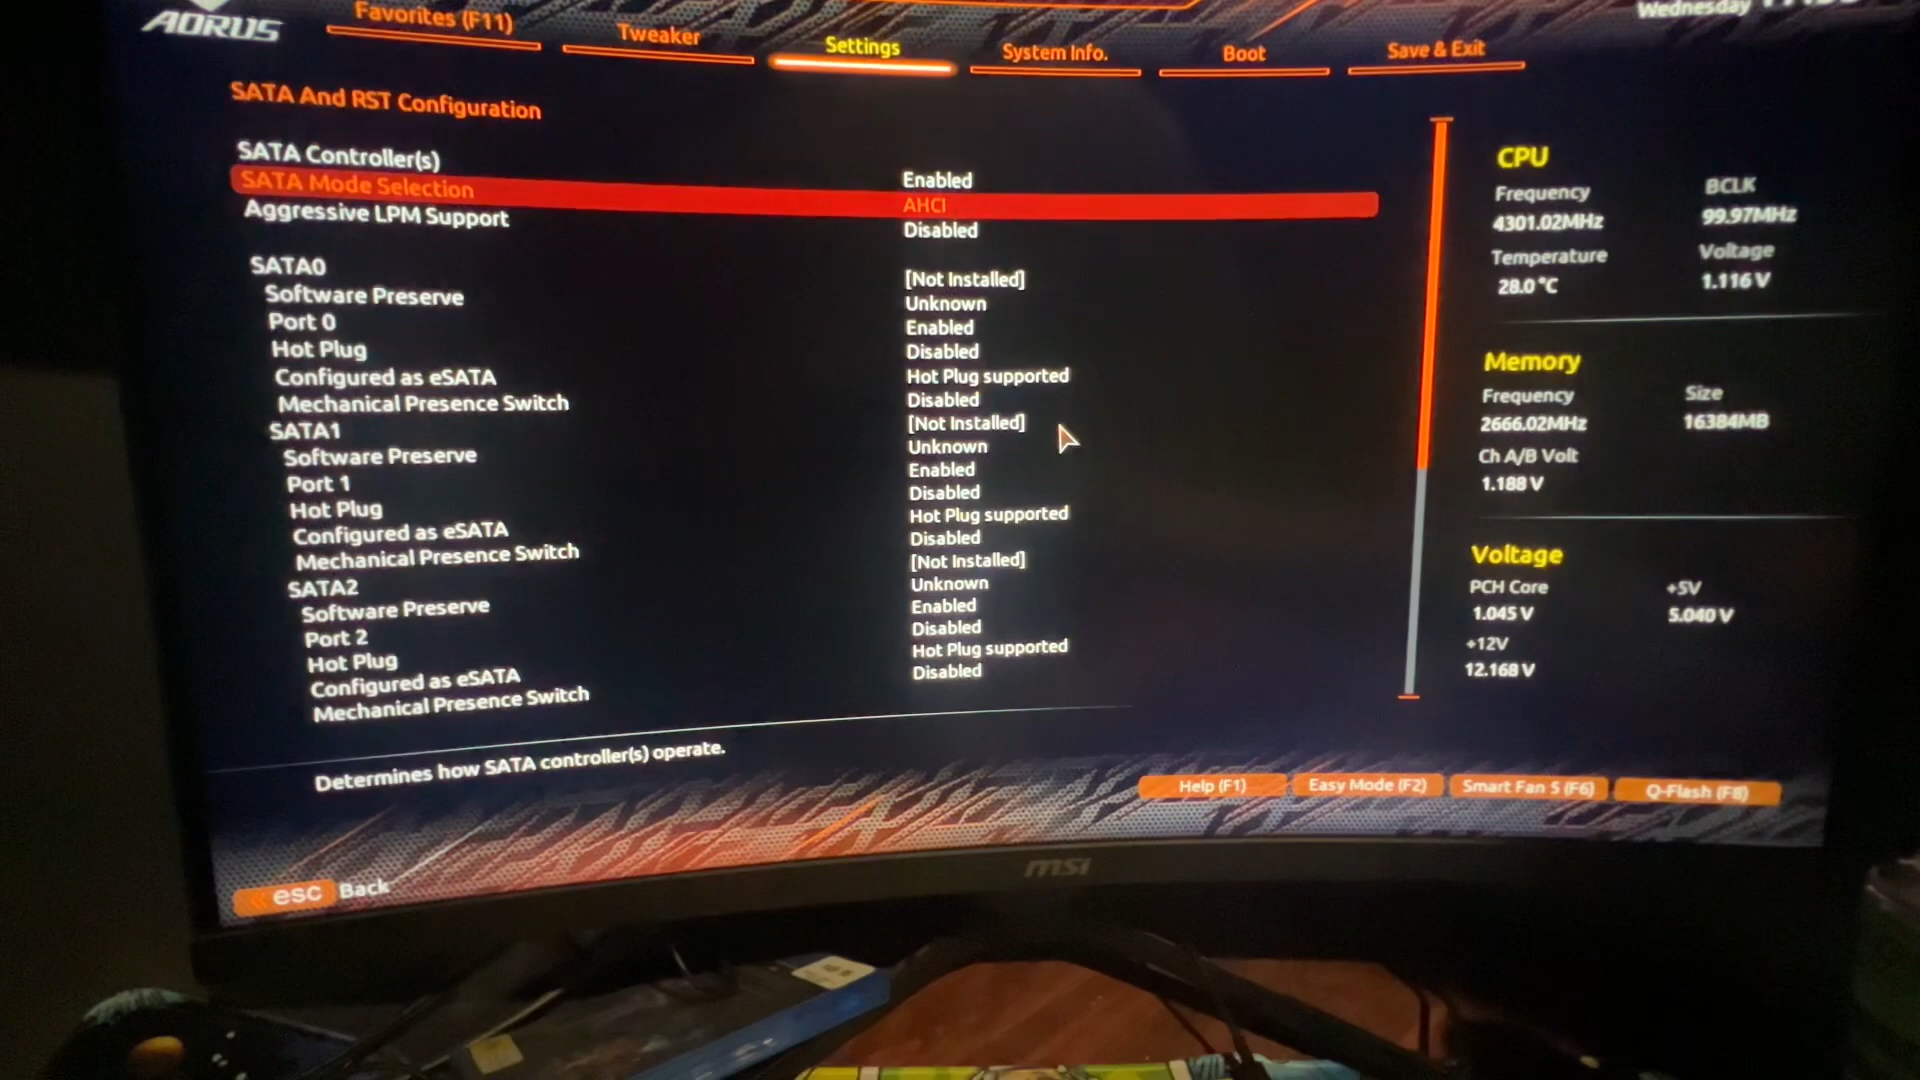 AORUS
Favorites (F11)
Tweaker
Settings
System Info.
Boot
Save & Exit
Wednesday
SATA And RST Configuration
SATA Controller(s) Enabled
SATA Mode Selection AHCI
Aggressive LPM Support Disabled
SATA0 [Not Installed]
Software Preserve Unknown
Port 0 Enabled
Hot Plug Disabled
Configured as eSATA Hot Plug supported
Mechanical Presence Switch Disabled
SATA1 [Not Installed]
Software Preserve Unknown
Port 1 Enabled
Hot Plug Disabled
Configured as eSATA Hot Plug supported
Mechanical Presence Switch Disabled
SATA2 [Not Installed]
Software Preserve Unknown
Port 2 Enabled
Hot Plug Disabled
Configured as eSATA Hot Plug supported
Mechanical Presence Switch Disabled
CPU
Frequency BCLK
4301.02MHz 99.97MHz
Temperature Voltage
28.0 °C 1.116 V
Memory
Frequency Size
2666.02MHz 16384MB
Ch A/B Volt
1.188 V
Voltage
PCH Core +5V
1.045 V 5.040 V
+12V
12.168 V
Determines how SATA controller(s) operate.
Help (F1) Easy Mode (F2) Smart Fan 5 (F6) Q-Flash (F8)
esc Back
msi